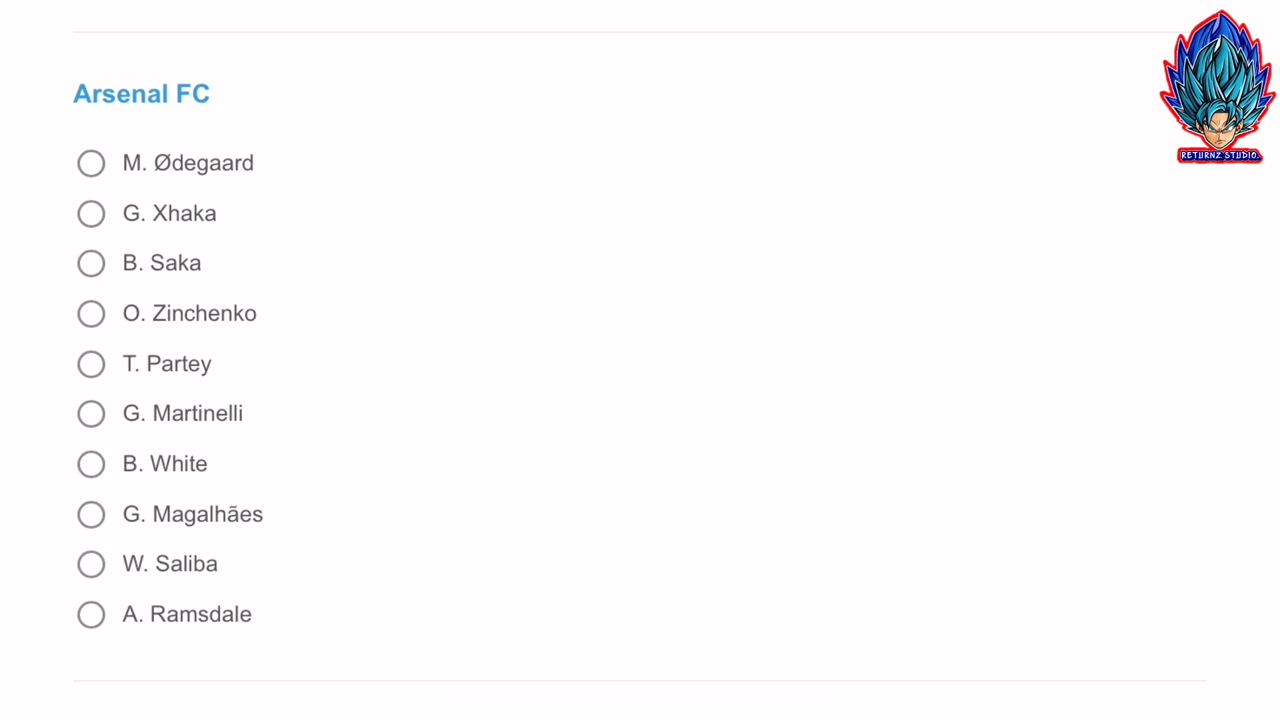 Arsenal FC
M. Ødegaard
G. Xhaka
B. Saka
O. Zinchenko
T. Partey
G. Martinelli
B. White
G. Magalhães
W. Saliba
A. Ramsdale
RETURNZ STUDIO.